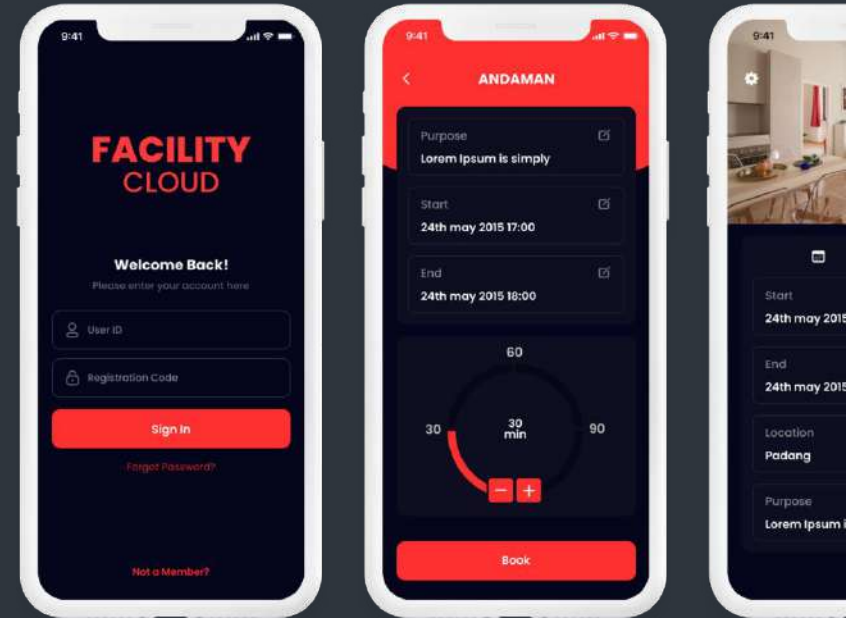 9:41
FACILITY
CLOUD
Welcome Back!
Please enter your account here
User ID
Registration Code
Sign In
Forgot Password?
Not a Member?
9:41
ANDAMAN
Purpose
Lorem Ipsum is simply
Start
24th may 2015 17:00
End
24th may 2015 18:00
60
30
30
min
90
Book
9:41
Start
24th may 2015
End
24th may 2015
Location
Padang
Purpose
Lorem Ipsum i